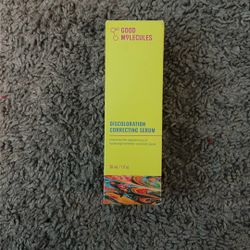 GOOD
MOLECULES
DISCOLORATION
CORRECTING SERUM
30 ml / 1 fl oz